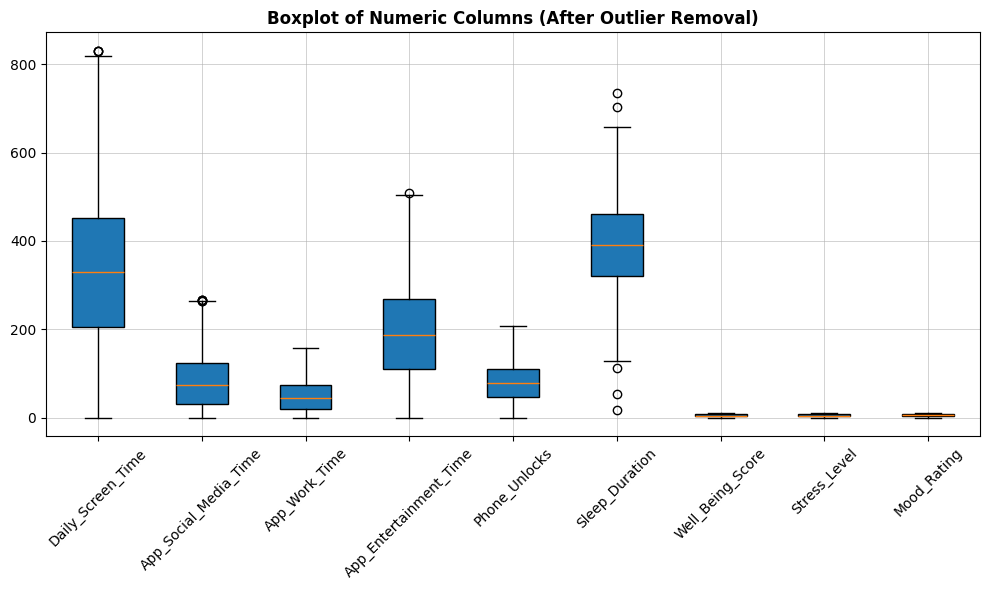 Boxplot of Numeric Columns (After Outlier Removal)
800
600
400
200
0
Daily_Screen_Time
App_Social_Media_Time
App_Work_Time
App_Entertainment_Time
Phone_Unlocks
Sleep_Duration
Well_Being_Score
Stress_Level
Mood_Rating